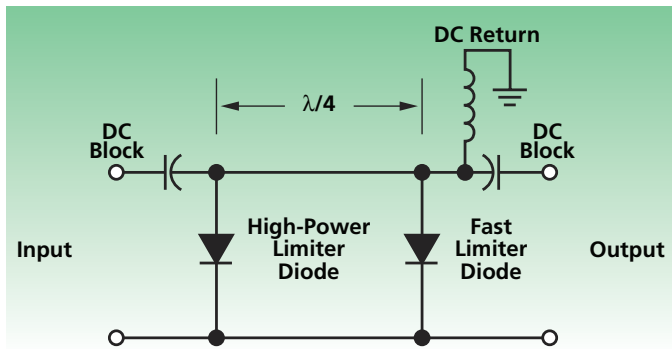 DC Return
λ/4
DC
Block
DC
Block
High-Power
Limiter
Diode
Fast
Limiter
Diode
Input
Output